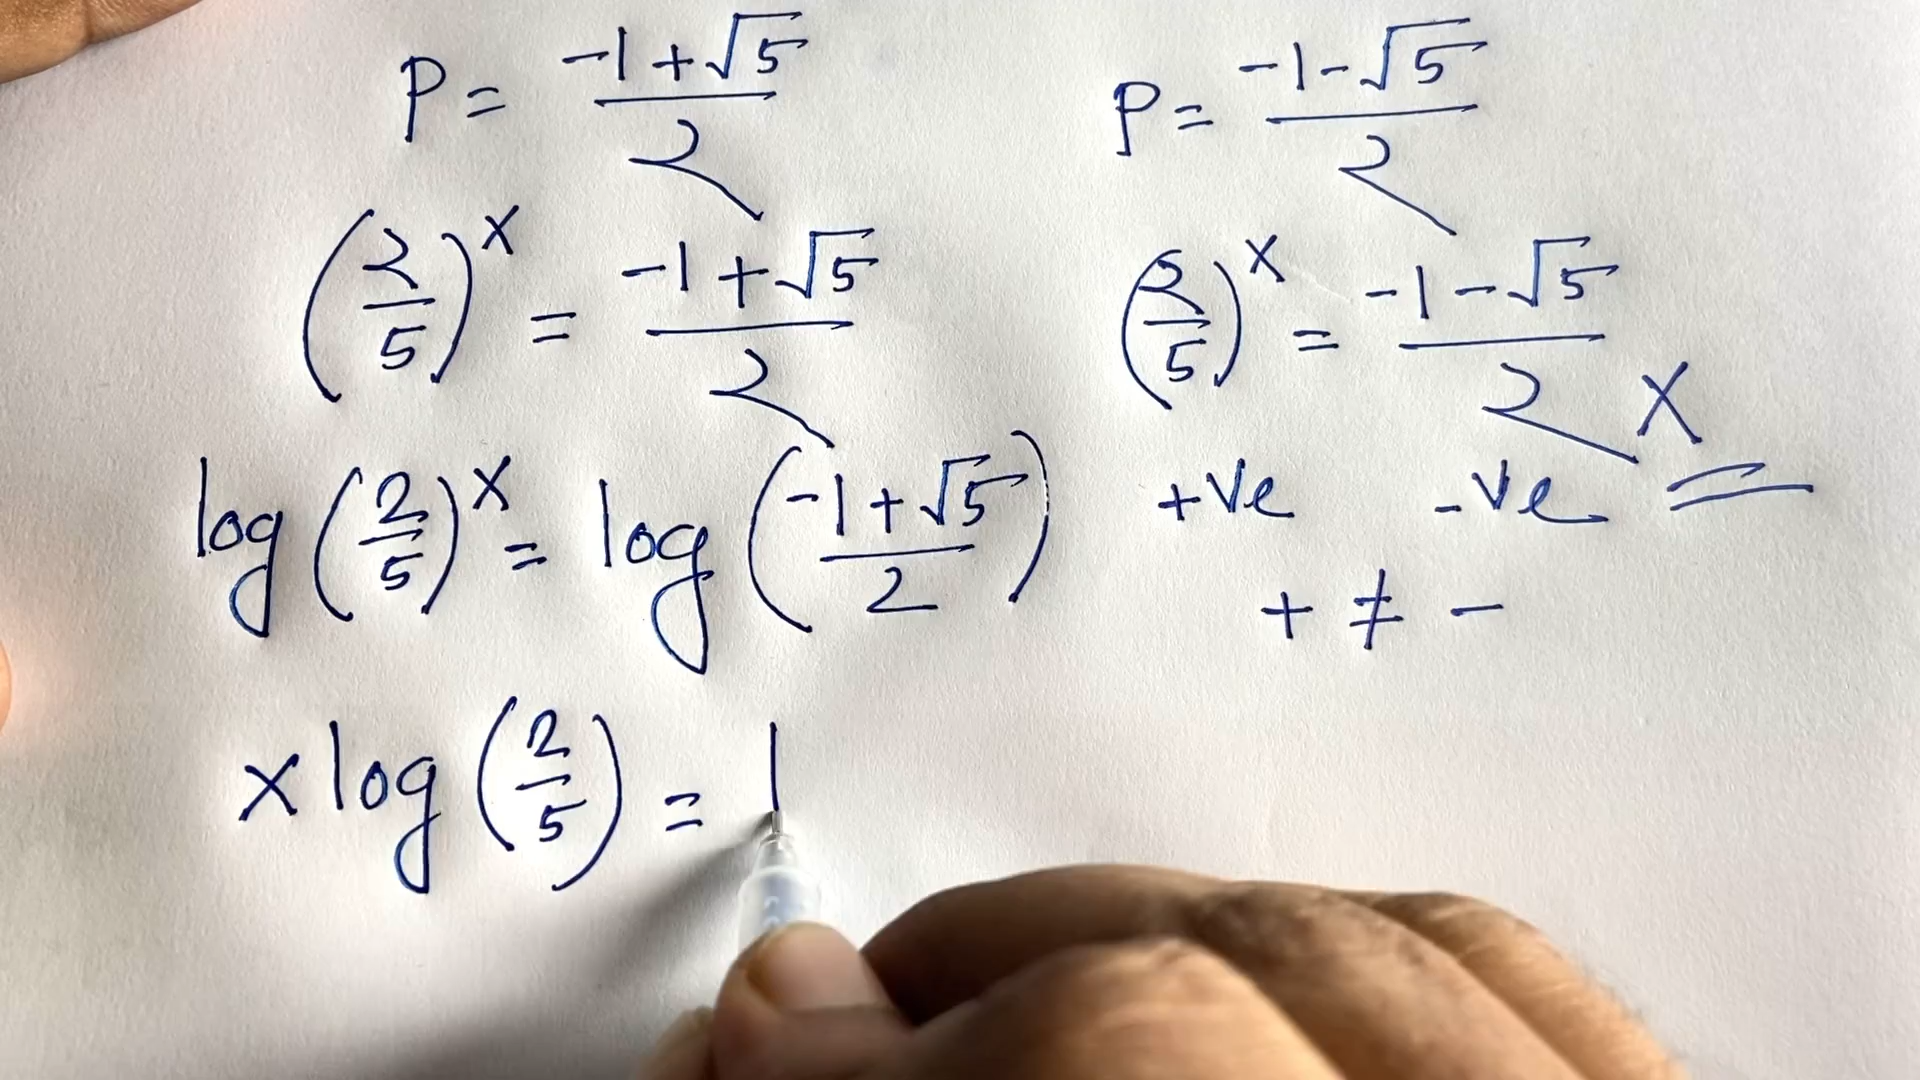 P = (-1+√5)/2
(2/5)^x = (-1+√5)/2
log (2/5)^x = log ((-1+√5)/2)
x log (2/5) = l
P = (-1-√5)/2
(2/5)^x = (-1-√5)/2 X
+ve -ve
+ ≠ -